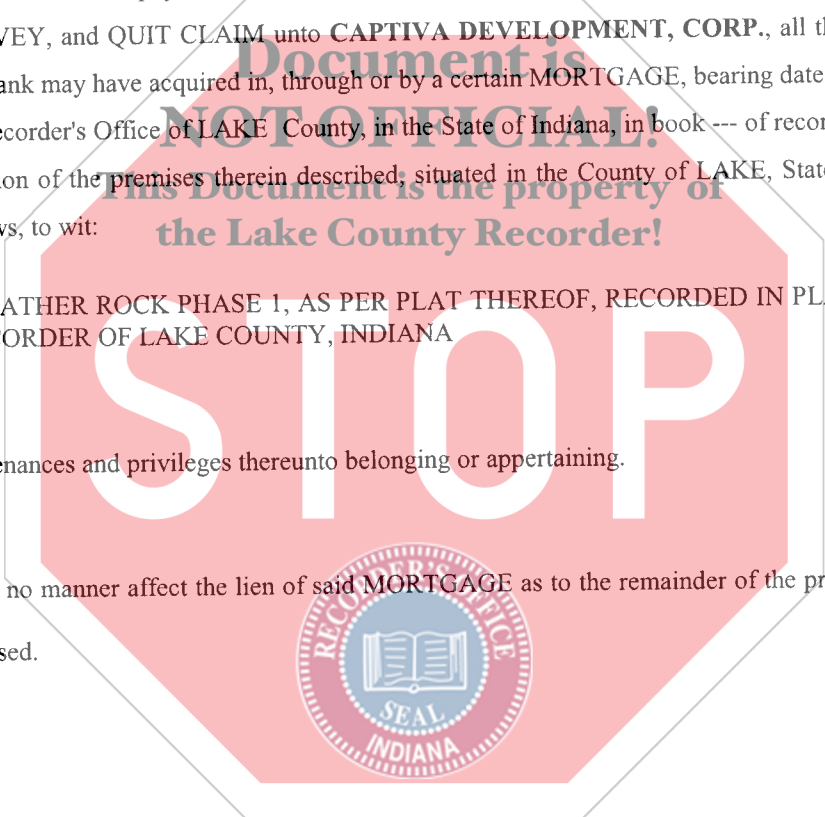 VEY, and QUIT CLAIM unto CAPTIVA DEVELOPMENT, CORP., all
Document is
ank may have acquired in, through or by a certain MORTGAGE, bearing date
NOT OFFICIAL!
ecorder's Office of LAKE County, in the State of Indiana, in book --- of recor
This Document is the property of
on of the premises therein described, situated in the County of LAKE, State
the Lake County Recorder!
s, to wit:
ATHER ROCK PHASE 1, AS PER PLAT THEREOF, RECORDED IN PL
ORDER OF LAKE COUNTY, INDIANA
STOP
enances and privileges thereunto belonging or appertaining.
no manner affect the lien of said MORTGAGE as to the remainder of the pr
sed.
RECORDER'S OFFICE
SEAL
INDIANA